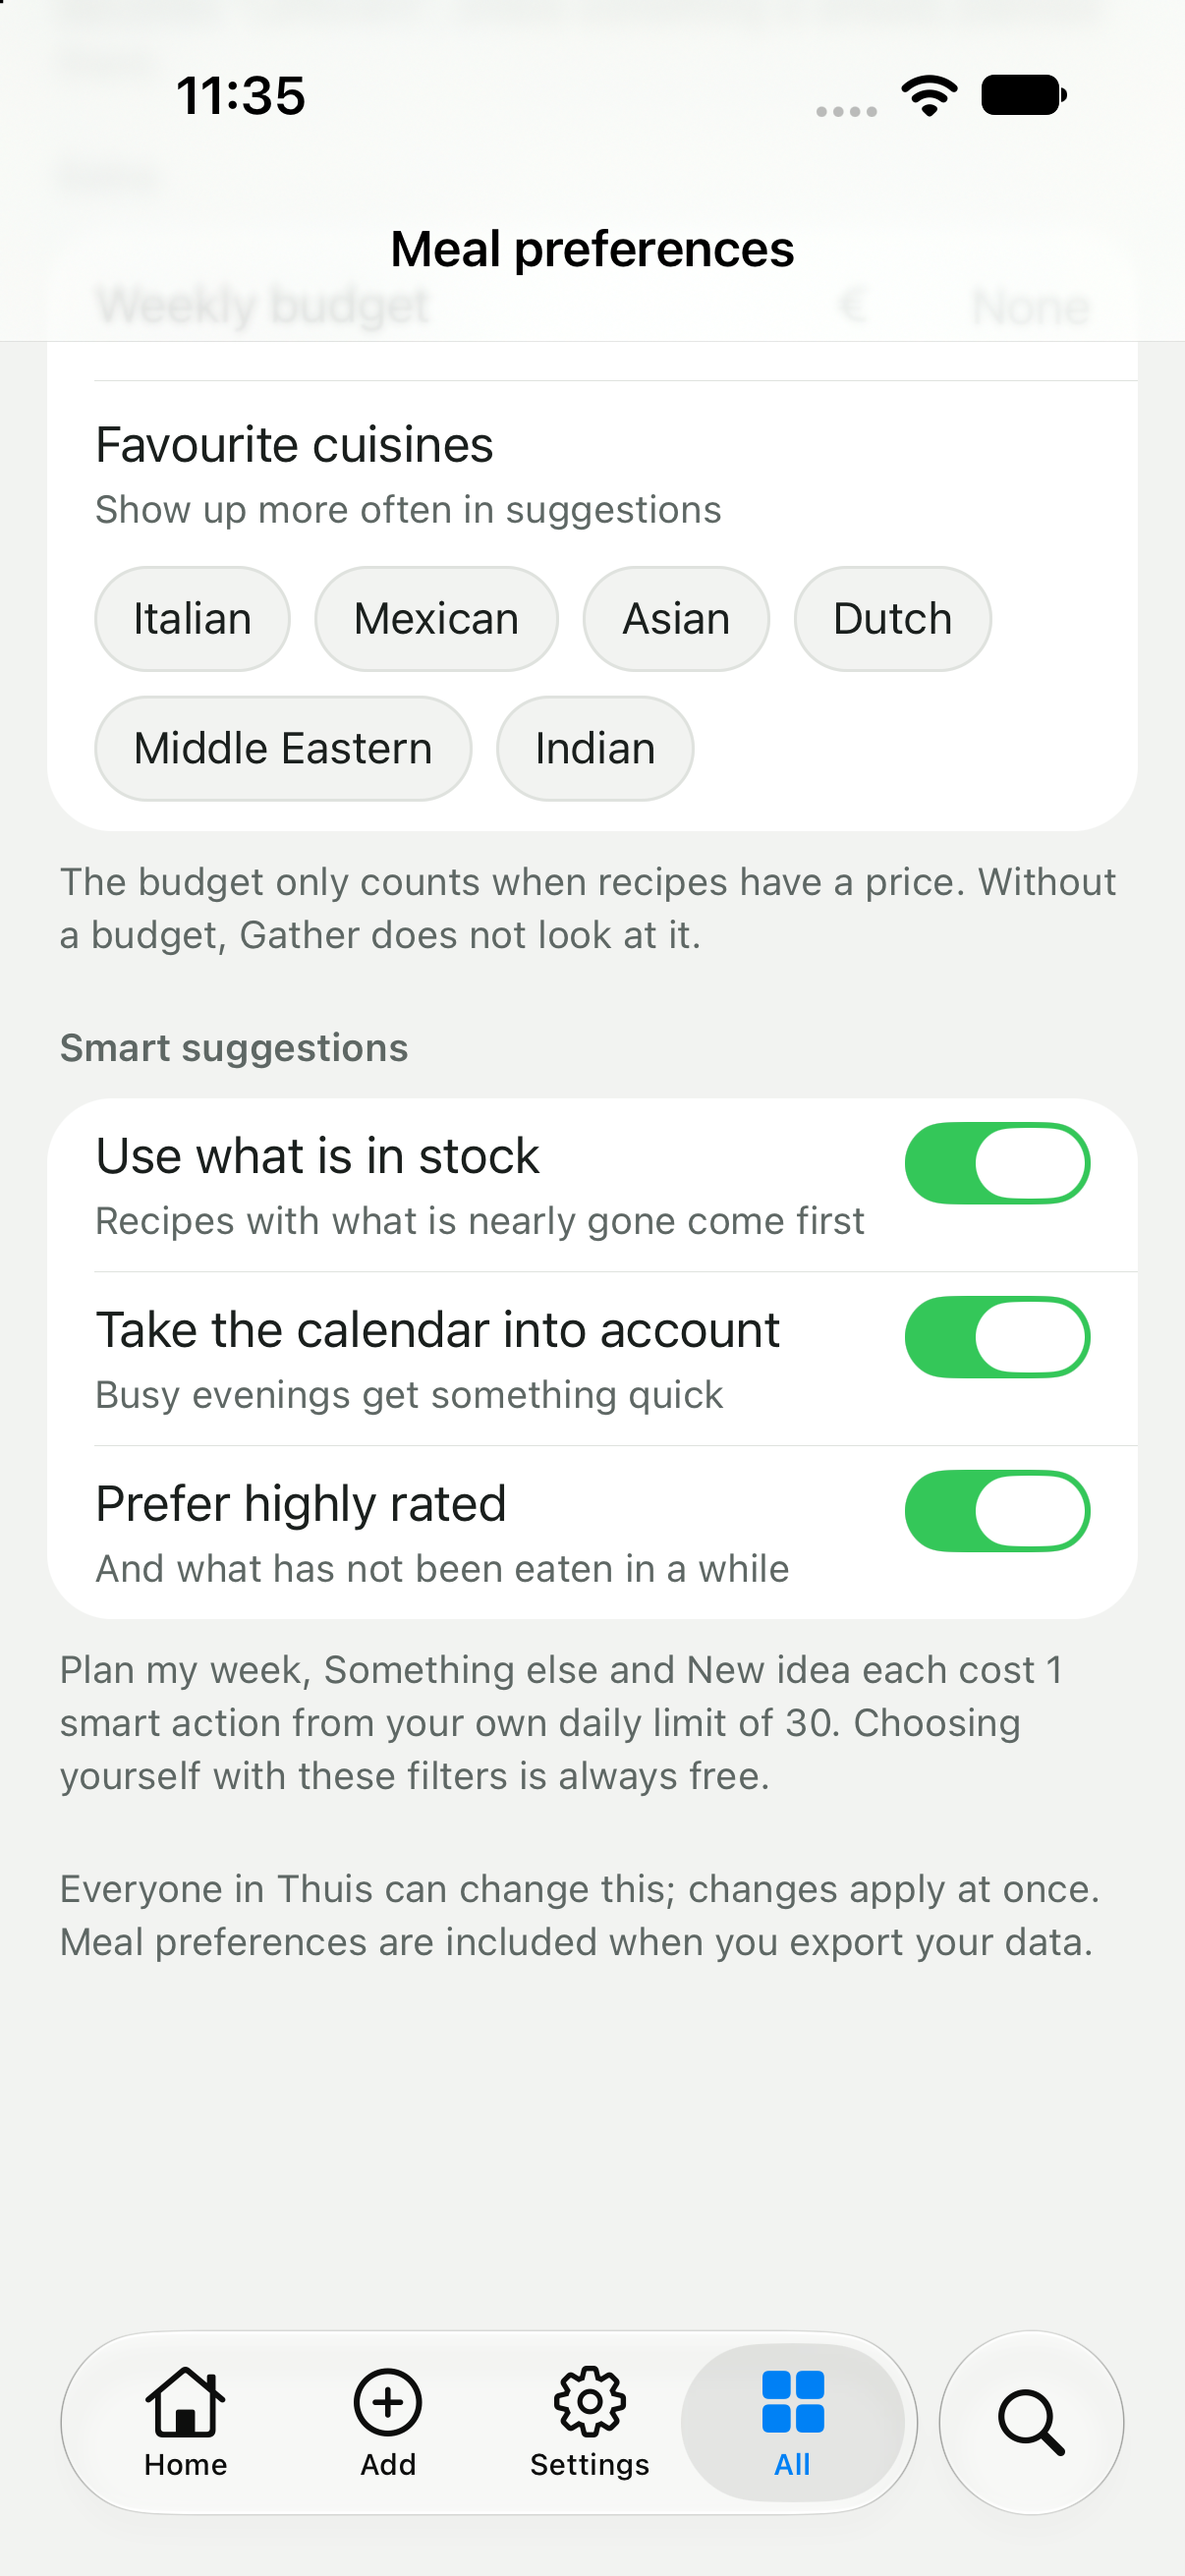 11:35
Meal preferences
Weekly budget € None
Favourite cuisines
Show up more often in suggestions
Italian Mexican Asian Dutch
Middle Eastern Indian
The budget only counts when recipes have a price. Without
a budget, Gather does not look at it.
Smart suggestions
Use what is in stock
Recipes with what is nearly gone come first
Take the calendar into account
Busy evenings get something quick
Prefer highly rated
And what has not been eaten in a while
Plan my week, Something else and New idea each cost 1
smart action from your own daily limit of 30. Choosing
yourself with these filters is always free.
Everyone in Thuis can change this; changes apply at once.
Meal preferences are included when you export your data.
Home Add Settings All